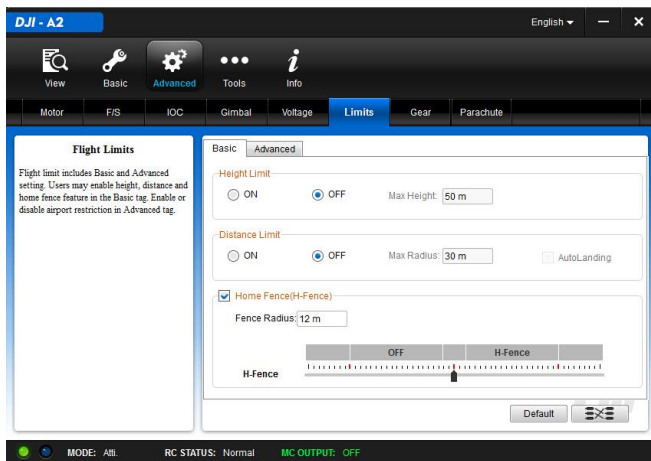 DJI - A2
English
View
Basic
Advanced
Tools
Info
Motor
F/S
IOC
Gimbal
Voltage
Limits
Gear
Parachute
Flight Limits
Flight limit includes Basic and Advanced
setting. Users may enable height, distance and
home fence feature in the Basic tag. Enable or
disable airport restriction in Advanced tag.
Basic
Advanced
Height Limit
ON
OFF
Max Height: 50 m
Distance Limit
ON
OFF
Max Radius: 30 m
AutoLanding
Home Fence(H-Fence)
Fence Radius: 12 m
OFF
H-Fence
H-Fence
Default
MODE: Atti.
RC STATUS: Normal
MC OUTPUT: OFF